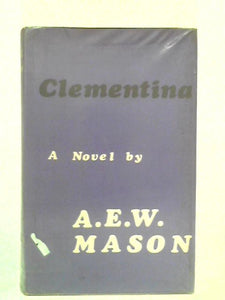 Clementina
A Novel by
A.E.W.
MASON